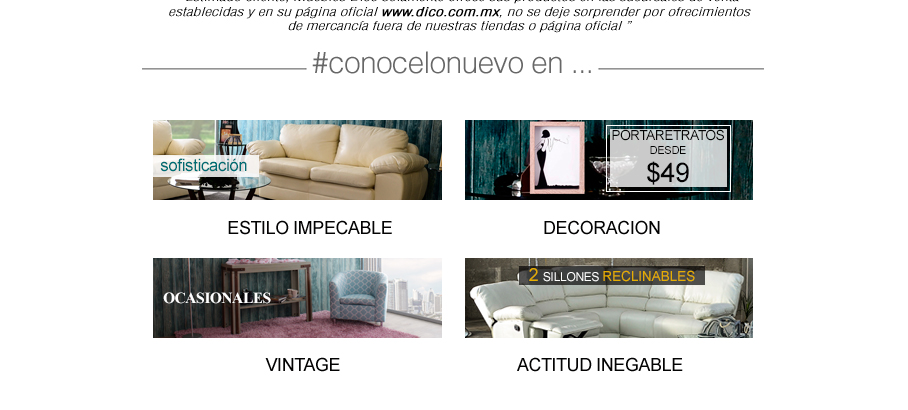 establecidas y en su página oficial www.dico.com.mx, no se deje sorprender por ofrecimientos
de mercancía fuera de nuestras tiendas o página oficial ”
#conocelonuevo en ...
sofisticación
PORTARETRATOS
DESDE
$49
ESTILO IMPECABLE
DECORACION
OCASIONALES
2 SILLONES RECLINABLES
VINTAGE
ACTITUD INEGABLE